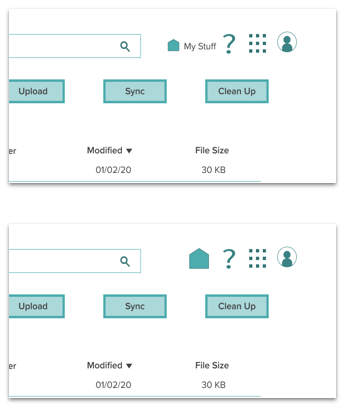 My Stuff ?
Upload Sync Clean Up
er Modified ▼ File Size
01/02/20 30 KB
?
Upload Sync Clean Up
er Modified ▼ File Size
01/02/20 30 KB